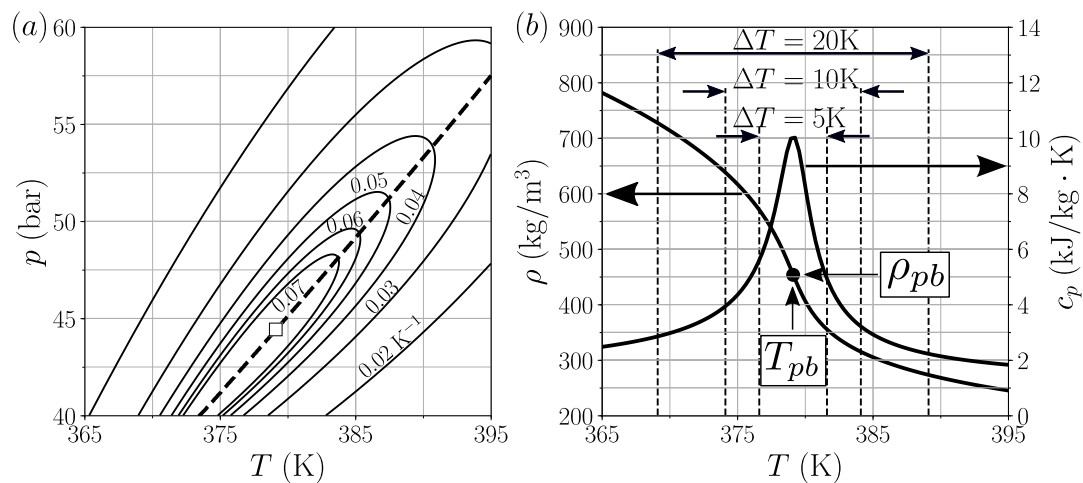 (a)
60
55
50
45
40
p (bar)
365
375
385
395
T (K)
0.05
0.04
0.06
0.07
0.03
0.02 K⁻¹
(b)
900
800
700
600
500
400
300
200
ρ (kg/m³)
365
375
385
395
T (K)
14
12
10
8
6
4
2
0
cₚ (kJ/kg · K)
ΔT = 20K
ΔT = 10K
ΔT = 5K
ρ_pb
T_pb